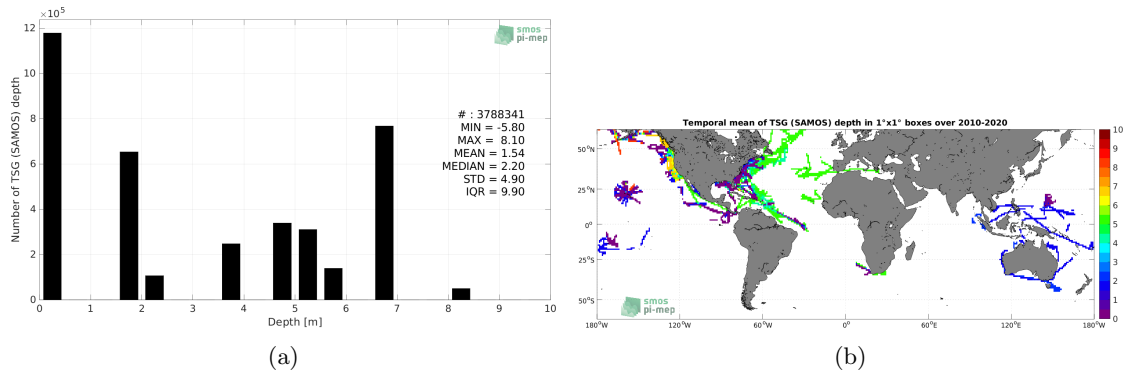 ×10⁵
12
10
8
6
4
2
0
Number of TSG (SAMOS) depth
0 1 2 3 4 5 6 7 8 9 10
Depth [m]
smos
pi-mep
# : 3788341
MIN = -5.80
MAX = 8.10
MEAN = 1.54
MEDIAN = 2.20
STD = 4.90
IQR = 9.90
(a)
Temporal mean of TSG (SAMOS) depth in 1°x1° boxes over 2010-2020
50°N
25°N
0°
25°S
50°S
180°W 120°W 60°W 0° 60°E 120°E 180°E
smos
pi-mep
10
9
8
7
6
5
4
3
2
1
0
(b)